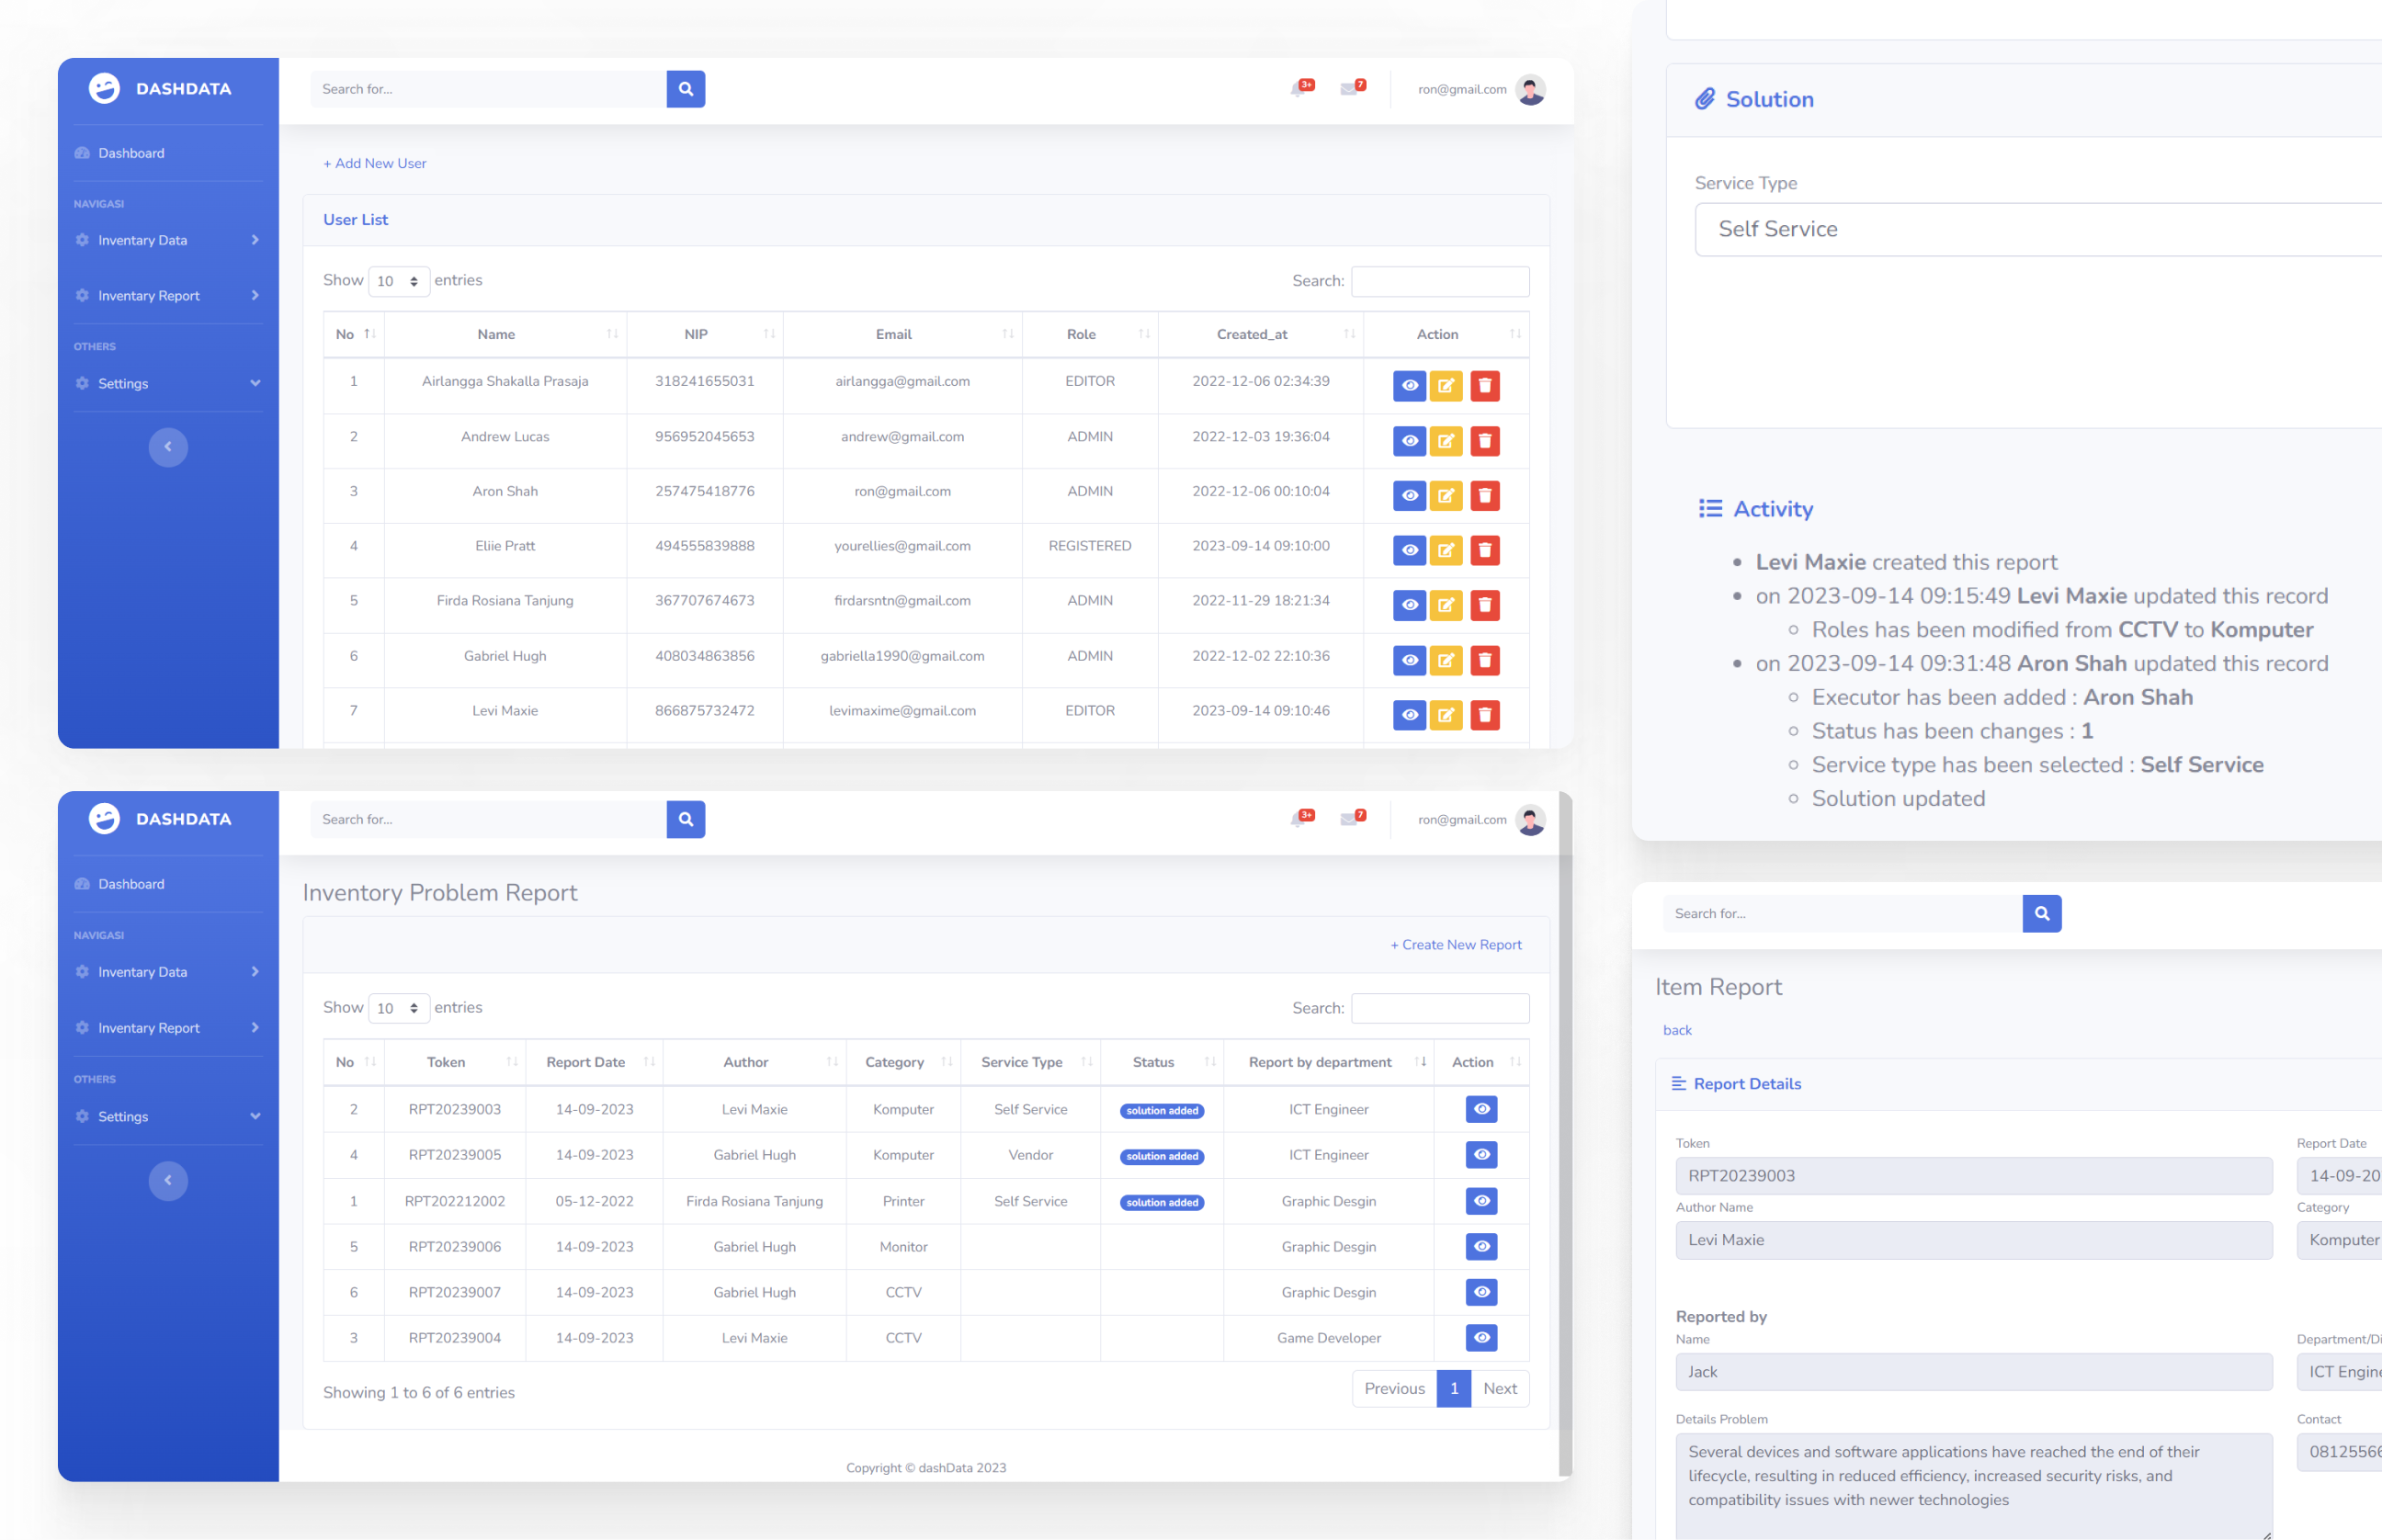 DASHDATA
Search for...
3+
7
ron@gmail.com
Dashboard
NAVIGASI
Inventory Data
Inventory Report
OTHERS
Settings
+ Add New User
User List
Show 10 entries
Search:
No Name NIP Email Role Created_at Action
1 Airlangga Shakalla Prasaja 318241655031 airlangga@gmail.com EDITOR 2022-12-06 02:34:39
2 Andrew Lucas 956952045653 andrew@gmail.com ADMIN 2022-12-03 19:36:04
3 Aron Shah 257475418776 ron@gmail.com ADMIN 2022-12-06 00:10:04
4 Eliie Pratt 494555839888 yourellies@gmail.com REGISTERED 2023-09-14 09:10:00
5 Firda Rosiana Tanjung 367707674673 firdarsntn@gmail.com ADMIN 2022-11-29 18:21:34
6 Gabriel Hugh 408034863856 gabriella1990@gmail.com ADMIN 2022-12-02 22:10:36
7 Levi Maxie 866875732472 levimaxime@gmail.com EDITOR 2023-09-14 09:10:46
DASHDATA
Search for...
3+
7
ron@gmail.com
Dashboard
NAVIGASI
Inventory Data
Inventory Report
OTHERS
Settings
Inventory Problem Report
+ Create New Report
Show 10 entries
Search:
No Token Report Date Author Category Service Type Status Report by department Action
2 RPT20239003 14-09-2023 Levi Maxie Komputer Self Service solution added ICT Engineer
4 RPT20239005 14-09-2023 Gabriel Hugh Komputer Vendor solution added ICT Engineer
1 RPT202212002 05-12-2022 Firda Rosiana Tanjung Printer Self Service solution added Graphic Desgin
5 RPT20239006 14-09-2023 Gabriel Hugh Monitor Graphic Desgin
6 RPT20239007 14-09-2023 Gabriel Hugh CCTV Graphic Desgin
3 RPT20239004 14-09-2023 Levi Maxie CCTV Game Developer
Showing 1 to 6 of 6 entries
Previous 1 Next
Copyright © dashData 2023
Solution
Service Type
Self Service
Activity
Levi Maxie created this report
on 2023-09-14 09:15:49 Levi Maxie updated this record
Roles has been modified from CCTV to Komputer
on 2023-09-14 09:31:48 Aron Shah updated this record
Executor has been added : Aron Shah
Status has been changes : 1
Service type has been selected : Self Service
Solution updated
Search for...
Item Report
back
Report Details
Token Report Date
RPT20239003 14-09-20
Author Name Category
Levi Maxie Komputer
Reported by
Name Department/Di
Jack ICT Engin
Details Problem Contact
Several devices and software applications have reached the end of their
lifecycle, resulting in reduced efficiency, increased security risks, and
compatibility issues with newer technologies
0812556